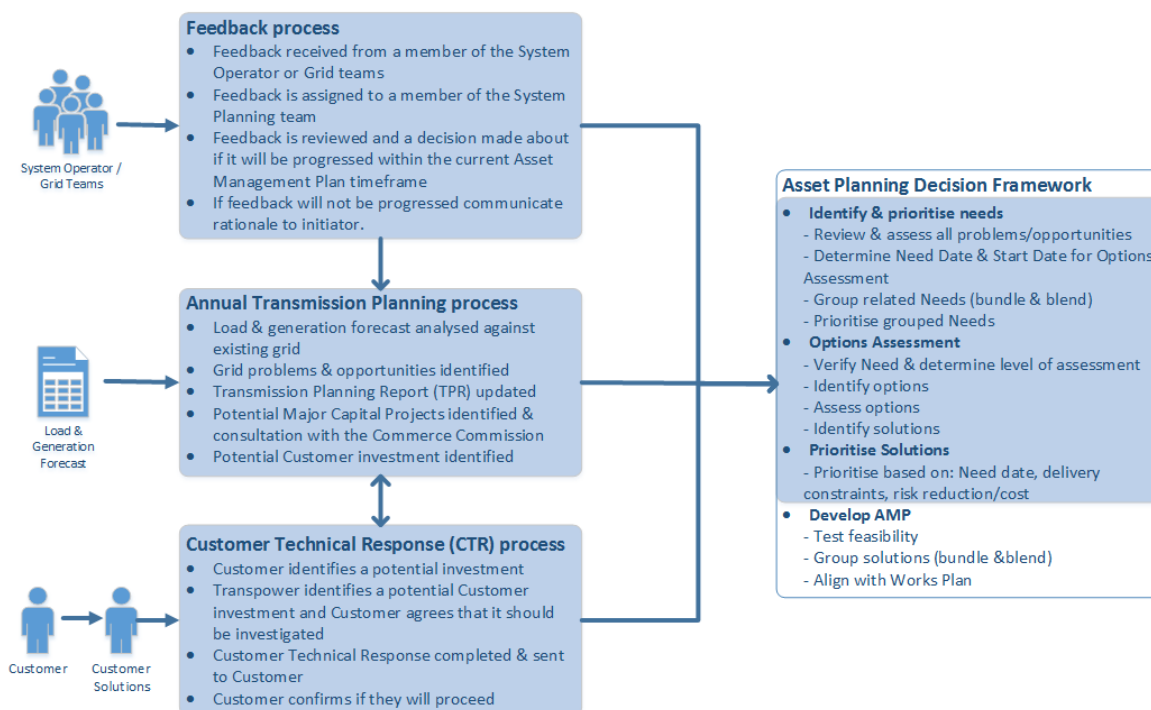 Feedback process
• Feedback received from a member of the System
Operator or Grid teams
• Feedback is assigned to a member of the System
Planning team
• Feedback is reviewed and a decision made about
if it will be progressed within the current Asset
Management Plan timeframe
• If feedback will not be progressed communicate
rationale to initiator.
System Operator /
Grid Teams
Annual Transmission Planning process
• Load & generation forecast analysed against
existing grid
• Grid problems & opportunities identified
• Transmission Planning Report (TPR) updated
• Potential Major Capital Projects identified &
consultation with the Commerce Commission
• Potential Customer investment identified
Load &
Generation
Forecast
Customer Technical Response (CTR) process
• Customer identifies a potential investment
• Transpower identifies a potential Customer
investment and Customer agrees that it should
be investigated
• Customer Technical Response completed & sent
to Customer
• Customer confirms if they will proceed
Customer
Customer
Solutions
Asset Planning Decision Framework
• Identify & prioritise needs
- Review & assess all problems/opportunities
- Determine Need Date & Start Date for Options
Assessment
- Group related Needs (bundle & blend)
- Prioritise grouped Needs
• Options Assessment
- Verify Need & determine level of assessment
- Identify options
- Assess options
- Identify solutions
• Prioritise Solutions
- Prioritise based on: Need date, delivery
constraints, risk reduction/cost
• Develop AMP
- Test feasibility
- Group solutions (bundle &blend)
- Align with Works Plan